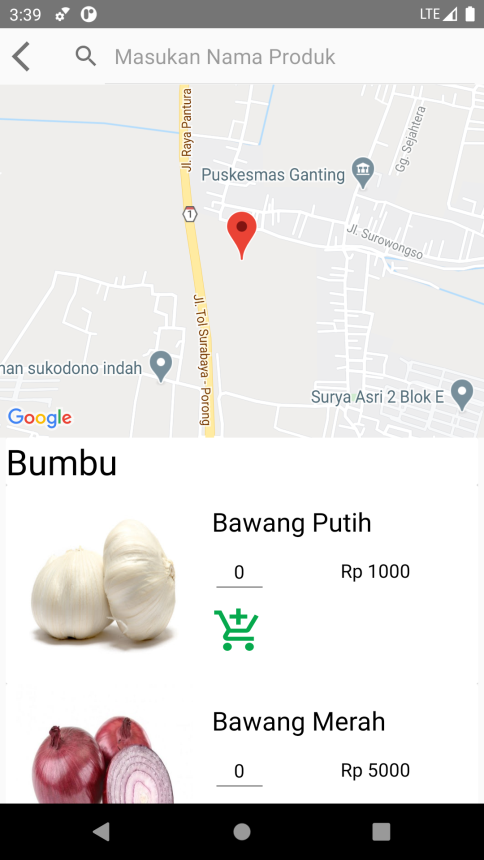 3:39
LTE
Masukan Nama Produk
Jl. Raya Pantura
Gg. Sejahtera
Puskesmas Ganting
1
Jl. Surowongso
Jl. Tol Surabaya - Porong
nan sukodono indah
Surya Asri 2 Blok E
Google
Bumbu
Bawang Putih
0
Rp 1000
Bawang Merah
0
Rp 5000